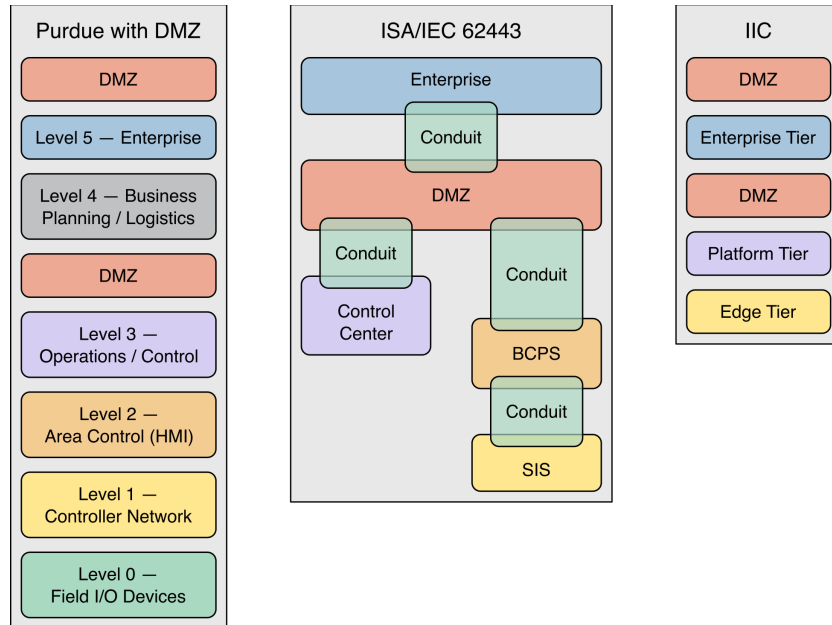 Purdue with DMZ
DMZ
Level 5 — Enterprise
Level 4 — Business
Planning / Logistics
DMZ
Level 3 —
Operations / Control
Level 2 —
Area Control (HMI)
Level 1 —
Controller Network
Level 0 —
Field I/O Devices
ISA/IEC 62443
Enterprise
Conduit
DMZ
Conduit
Conduit
Control
Center
BCPS
Conduit
SIS
IIC
DMZ
Enterprise Tier
DMZ
Platform Tier
Edge Tier